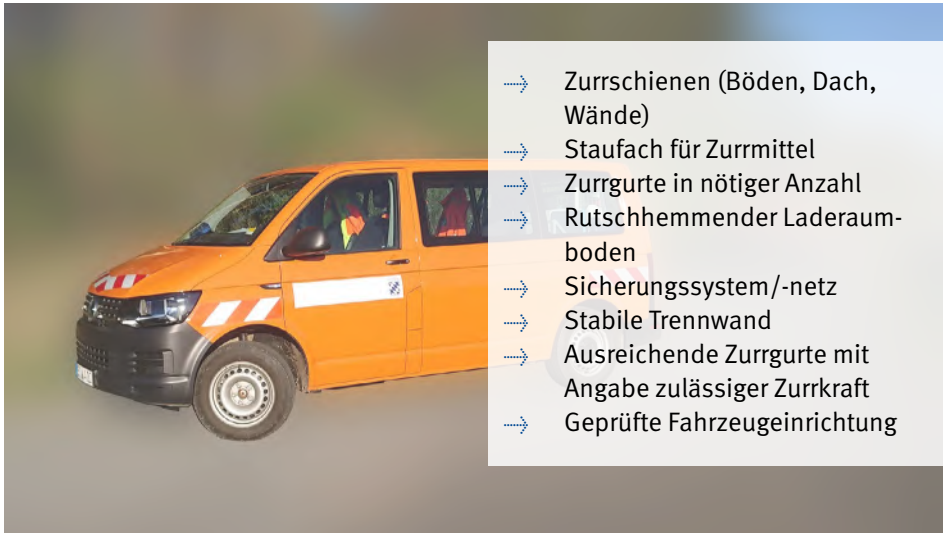 Zurrschienen (Böden, Dach,
Wände)
Staufach für Zurrmittel
Zurrgurte in nötiger Anzahl
Rutschhemmender Laderaum-
boden
Sicherungssystem/-netz
Stabile Trennwand
Ausreichende Zurrgurte mit
Angabe zulässiger Zurrkraft
Geprüfte Fahrzeugeinrichtung